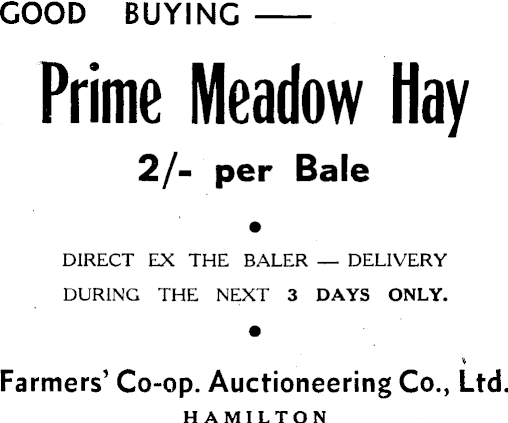 GOOD BUYING —
Prime Meadow Hay
2/- per Bale
•
DIRECT EX THE BALER — DELIVERY
DURING THE NEXT 3 DAYS ONLY.
•
Farmers' Co-op. Auctioneering Co., Ltd.
HAMILTON